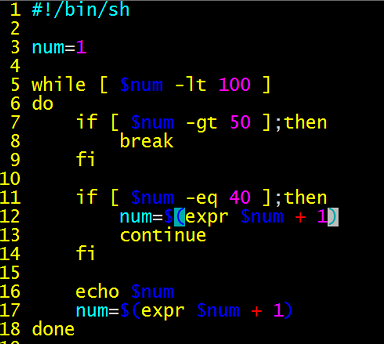 1 #!/bin/sh
2
3 num=1
4
5 while [ $num -lt 100 ]
6 do
7     if [ $num -gt 50 ];then
8         break
9     fi
10
11     if [ $num -eq 40 ];then
12         num=$(expr $num + 1)
13         continue
14     fi
15
16     echo $num
17     num=$(expr $num + 1)
18 done